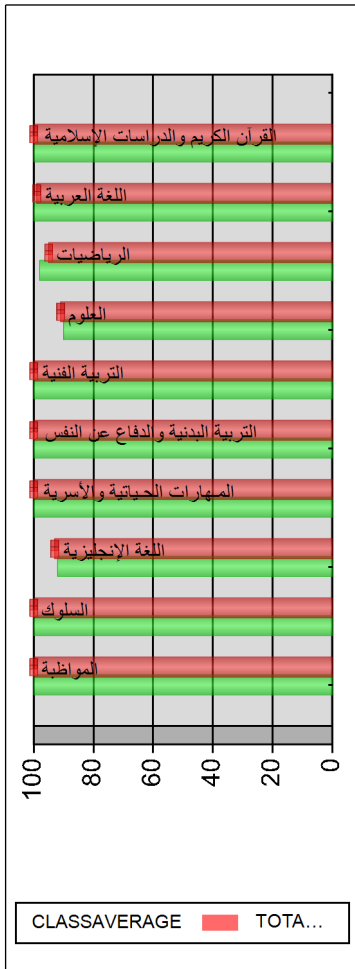 القرآن الكريم والدراسات الإسلامية
اللغة العربية
الرياضيات
العلوم
التربية الفنية
التربية البدنية والدفاع عن النفس
المهارات الحياتية والأسرية
اللغة الإنجليزية
السلوك
المواظبة
100
80
60
40
20
0
CLASSAVERAGE TOTA...